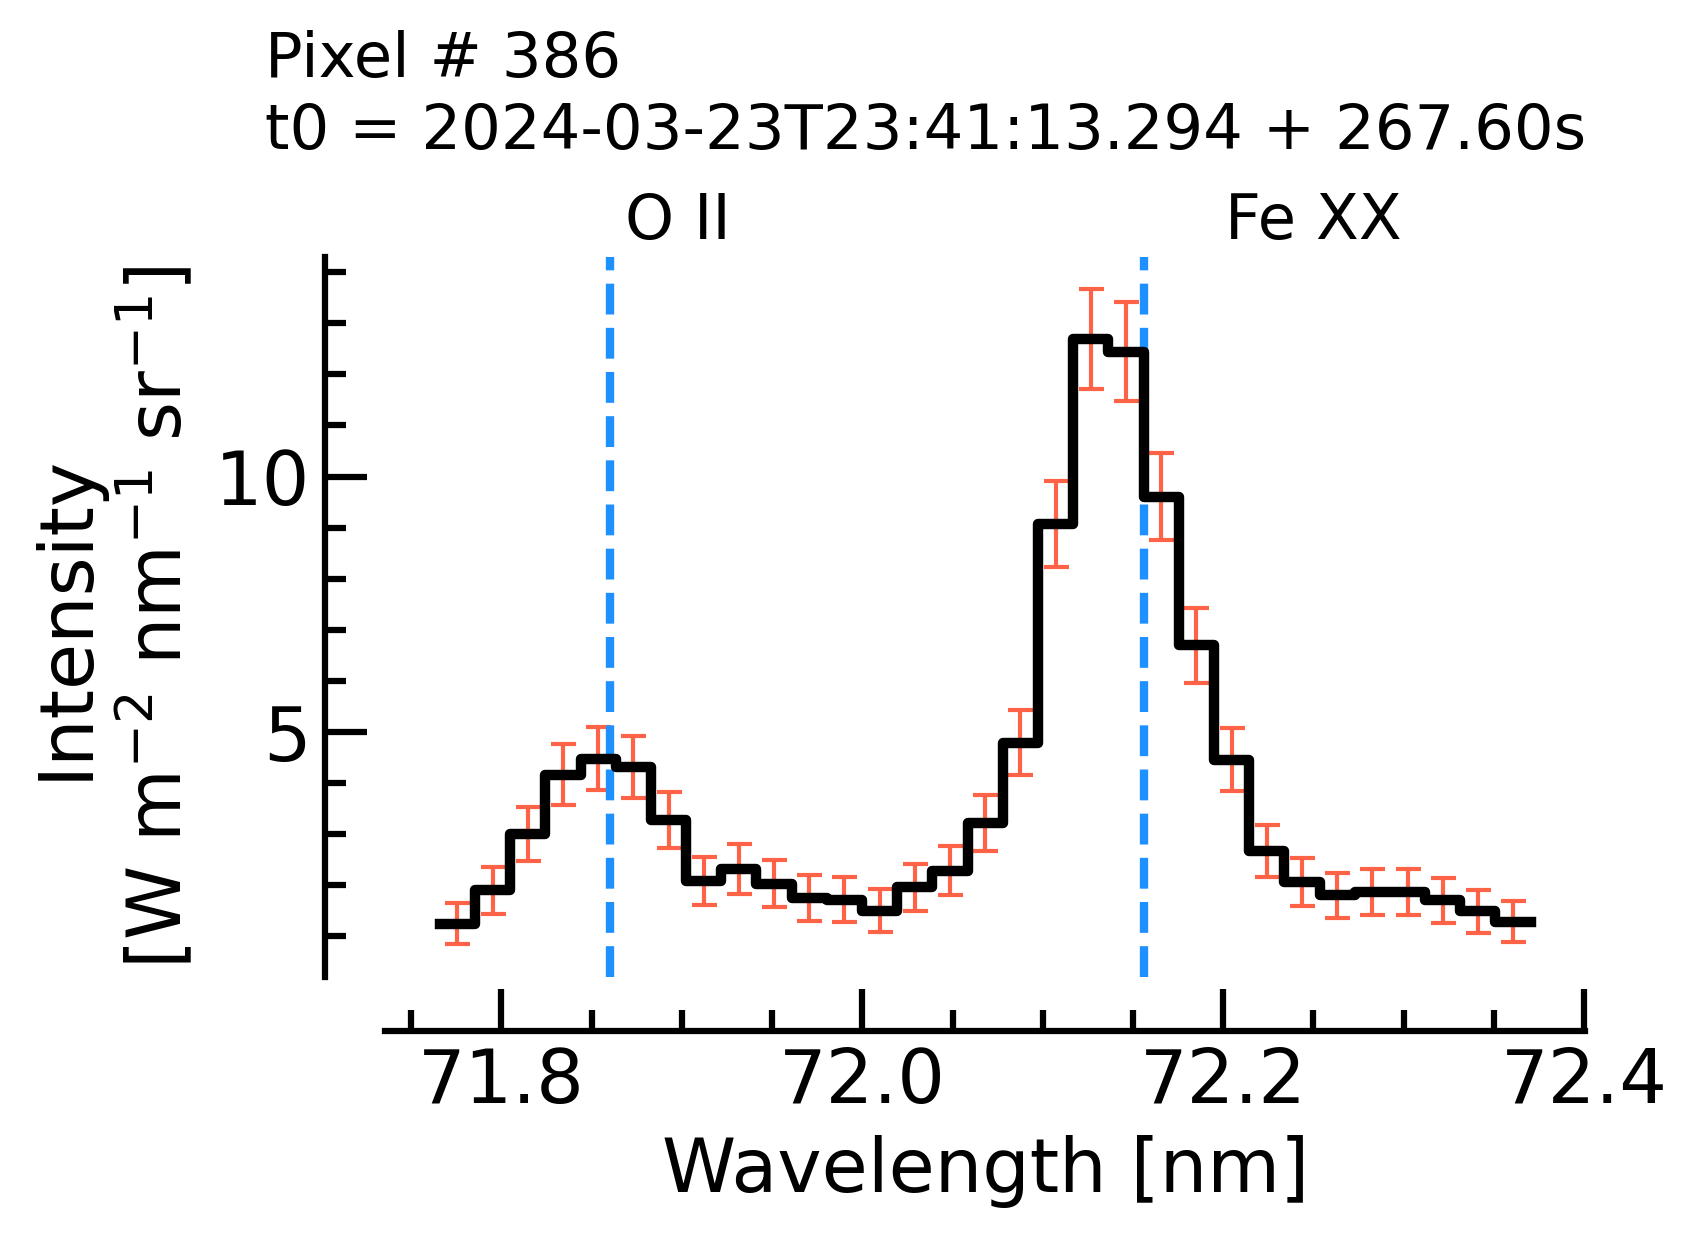 Pixel # 386
t0 = 2024-03-23T23:41:13.294 + 267.60s
O II
Fe XX
Intensity
[W m⁻² nm⁻¹ sr⁻¹]
10
5
71.8 72.0 72.2 72.4
Wavelength [nm]